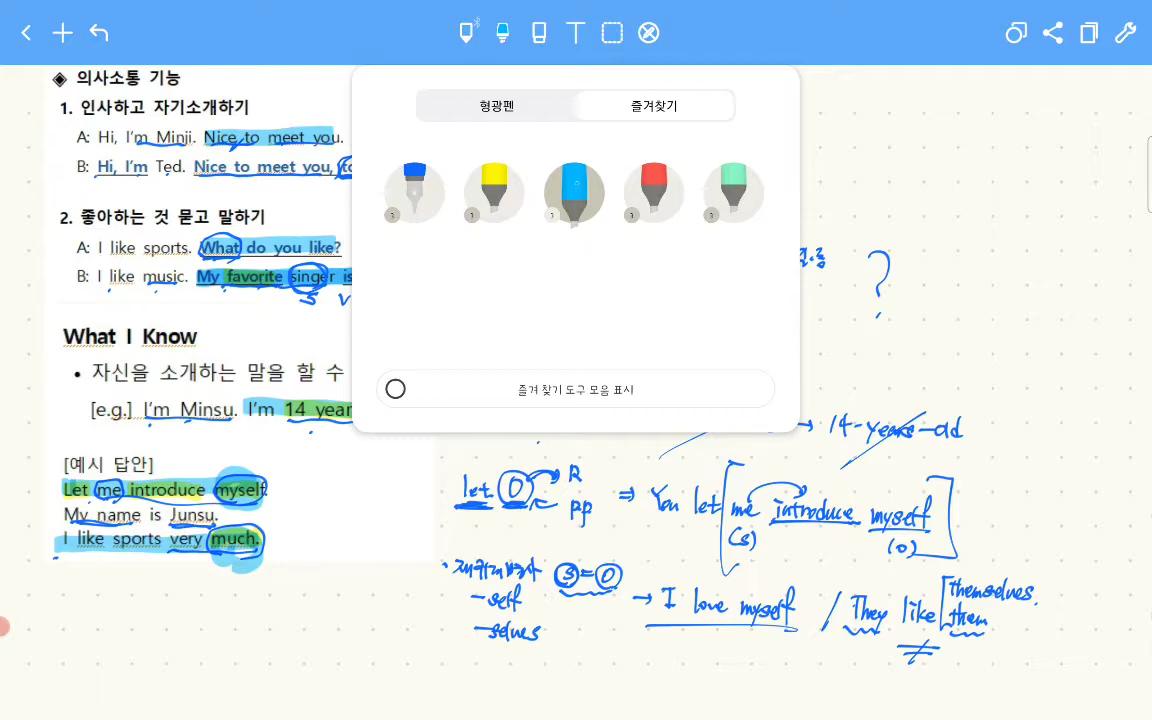 ◈ 의사소통 기능
1. 인사하고 자기소개하기
A: Hi, I'm Minji. Nice to meet you.
B: Hi, I'm Ted. Nice to meet you,
2. 좋아하는 것 묻고 말하기
A: I like sports. What do you like?
B: I like music. My favorite singer is
S V
What I Know
• 자신을 소개하는 말을 할 수
[e.g.] I'm Minsu. I'm 14 year
[예시 답안]
Let me introduce myself.
My name is Junsu.
I like sports very much.
형광펜 즐겨찾기
즐겨 찾기 도구 모음 표시
?
→ 14-years-old
let O R
PP
⇒ You let [me introduce myself]
(s) (o)
S=O
-self
-selves
→ I love myself / They like [themselves.
them